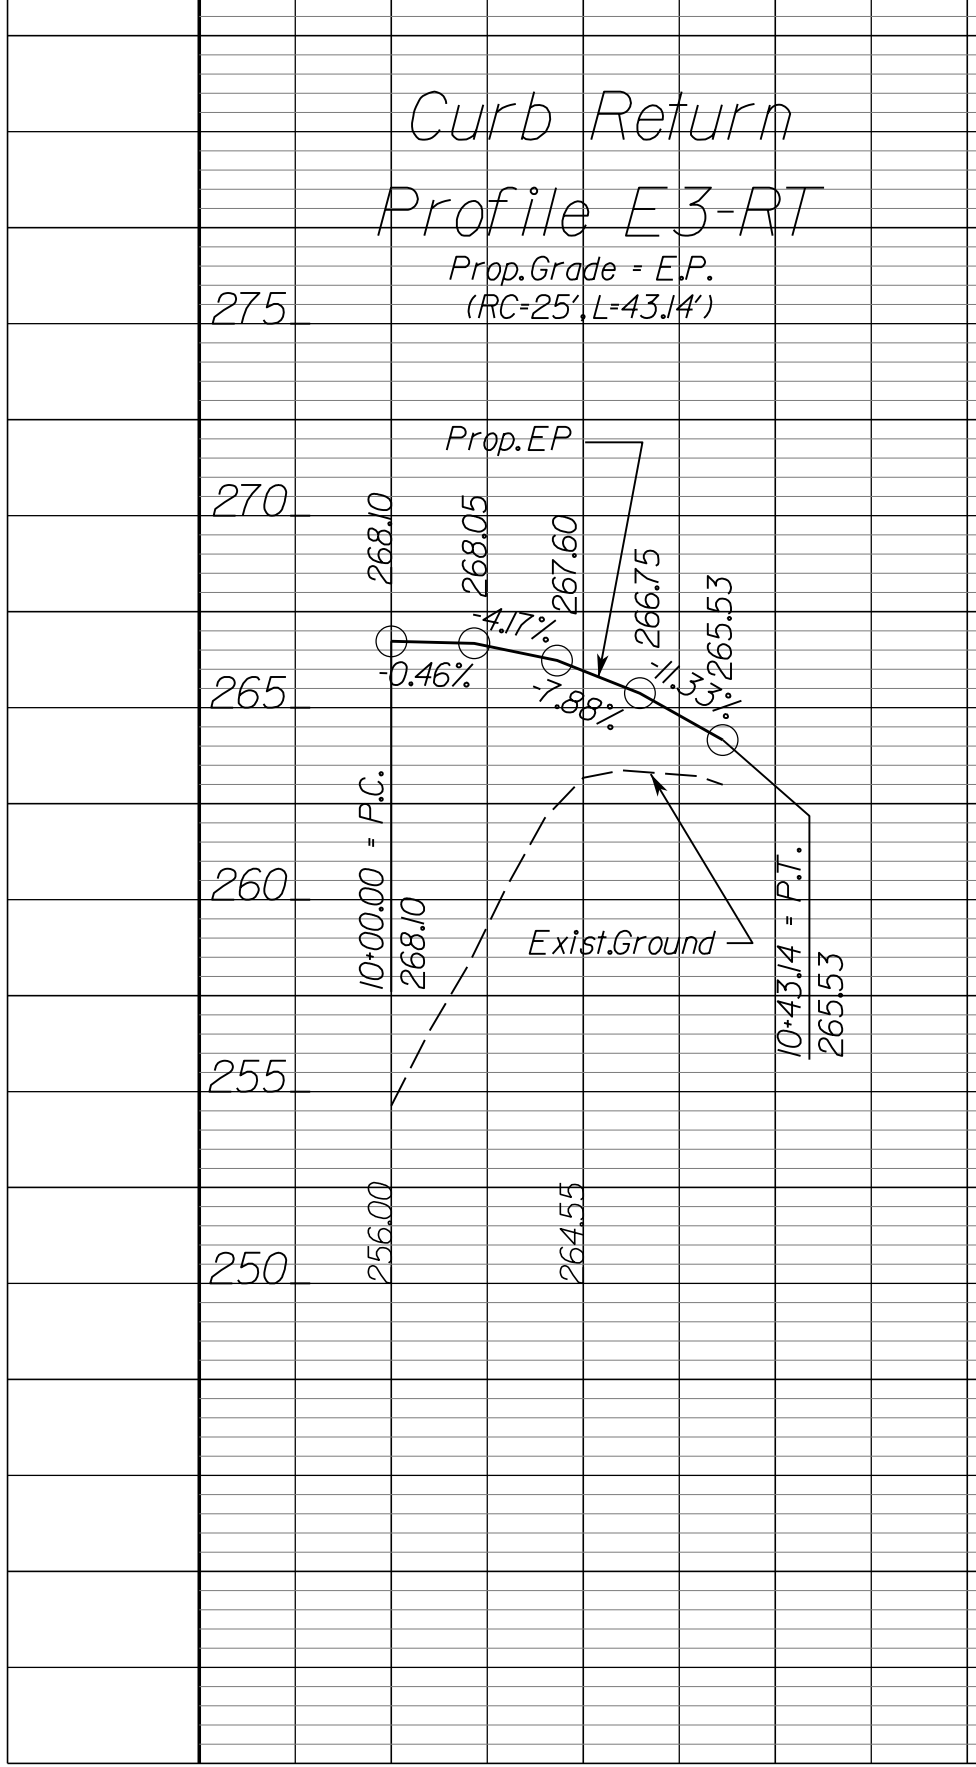 Curb Return
Profile E3-RT
Prop. Grade = E.P.
(RC=25', L=43.14')
275
Prop. EP
270
268.10
268.05
267.60
266.75
265.53
-0.46%
-4.17%
-7.88%
-11.33%
265
10+00.00 = P.C.
268.10
260
Exist. Ground
10+43.14 = P.T.
265.53
255
256.00
264.55
250